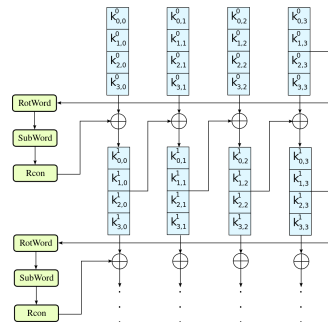 k⁰0,0 k⁰0,1 k⁰0,2 k⁰0,3
k⁰1,0 k⁰1,1 k⁰1,2 k⁰1,3
k⁰2,0 k⁰2,1 k⁰2,2 k⁰2,3
k⁰3,0 k⁰3,1 k⁰3,2 k⁰3,3
RotWord
SubWord
Rcon
k¹0,0 k¹0,1 k¹0,2 k¹0,3
k¹1,0 k¹1,1 k¹1,2 k¹1,3
k¹2,0 k¹2,1 k¹2,2 k¹2,3
k¹3,0 k¹3,1 k¹3,2 k¹3,3
RotWord
SubWord
Rcon